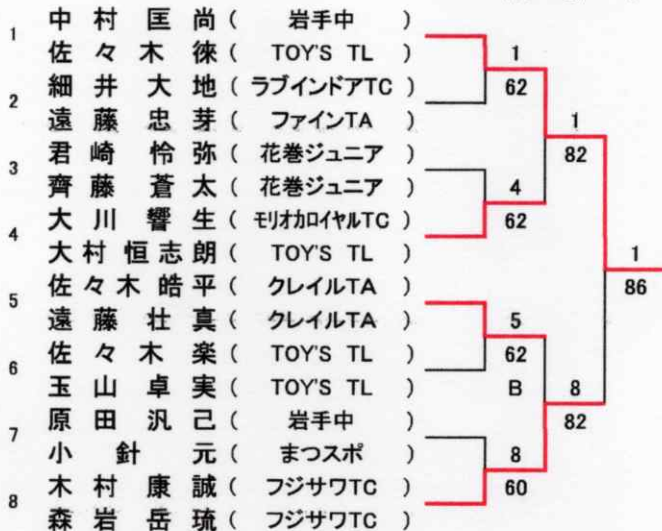 1 中村匡尚 ( 岩手中 )
佐々木徠 ( TOY'S TL )
2 細井大地 ( ラブインドアTC )
遠藤忠芽 ( ファインTA )
3 君崎怜弥 ( 花巻ジュニア )
齊藤蒼太 ( 花巻ジュニア )
4 大川響生 ( モリオカロイヤルTC )
大村恒志朗 ( TOY'S TL )
5 佐々木皓平 ( クレイルTA )
遠藤壮真 ( クレイルTA )
6 佐々木楽 ( TOY'S TL )
玉山卓実 ( TOY'S TL )
7 原田汎己 ( 岩手中 )
小針元 ( まつスポ )
8 木村康誠 ( フジサワTC )
森岩岳琉 ( フジサワTC )
1
62
4
62
5
62
B
8
60
1
82
8
82
1
86